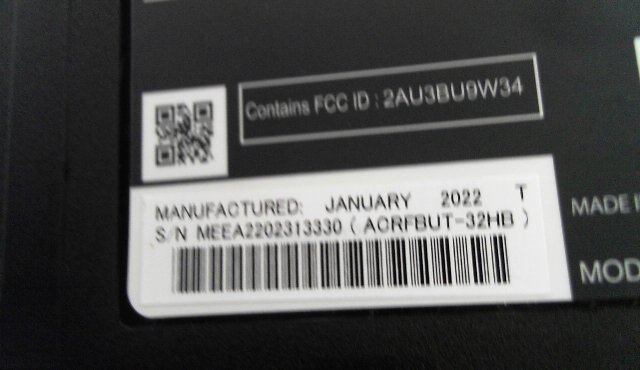 Contains FCC ID : 2AU3BU9W34
MANUFACTURED: JANUARY 2022 T
S/N MEEA2202313330 ( ACRFBUT-32HB )
MADE
MOD